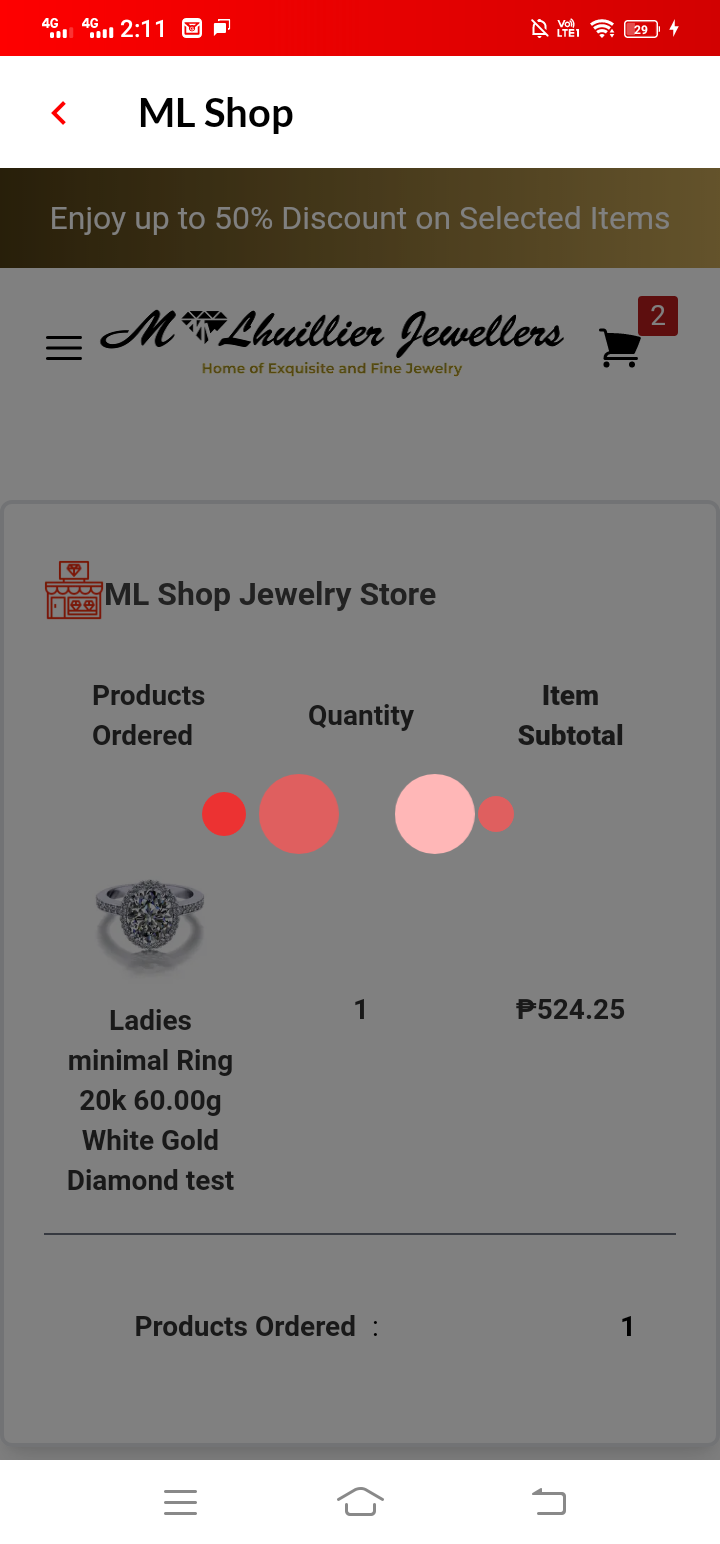 4G 4G 2:11 Vo) LTE1 29
ML Shop
Enjoy up to 50% Discount on Selected Items
2
M Lhuillier Jewellers
Home of Exquisite and Fine Jewelry
ML Shop Jewelry Store
Products Ordered
Quantity
Item Subtotal
Ladies
minimal Ring
20k 60.00g
White Gold
Diamond test
1
₱524.25
Products Ordered : 1